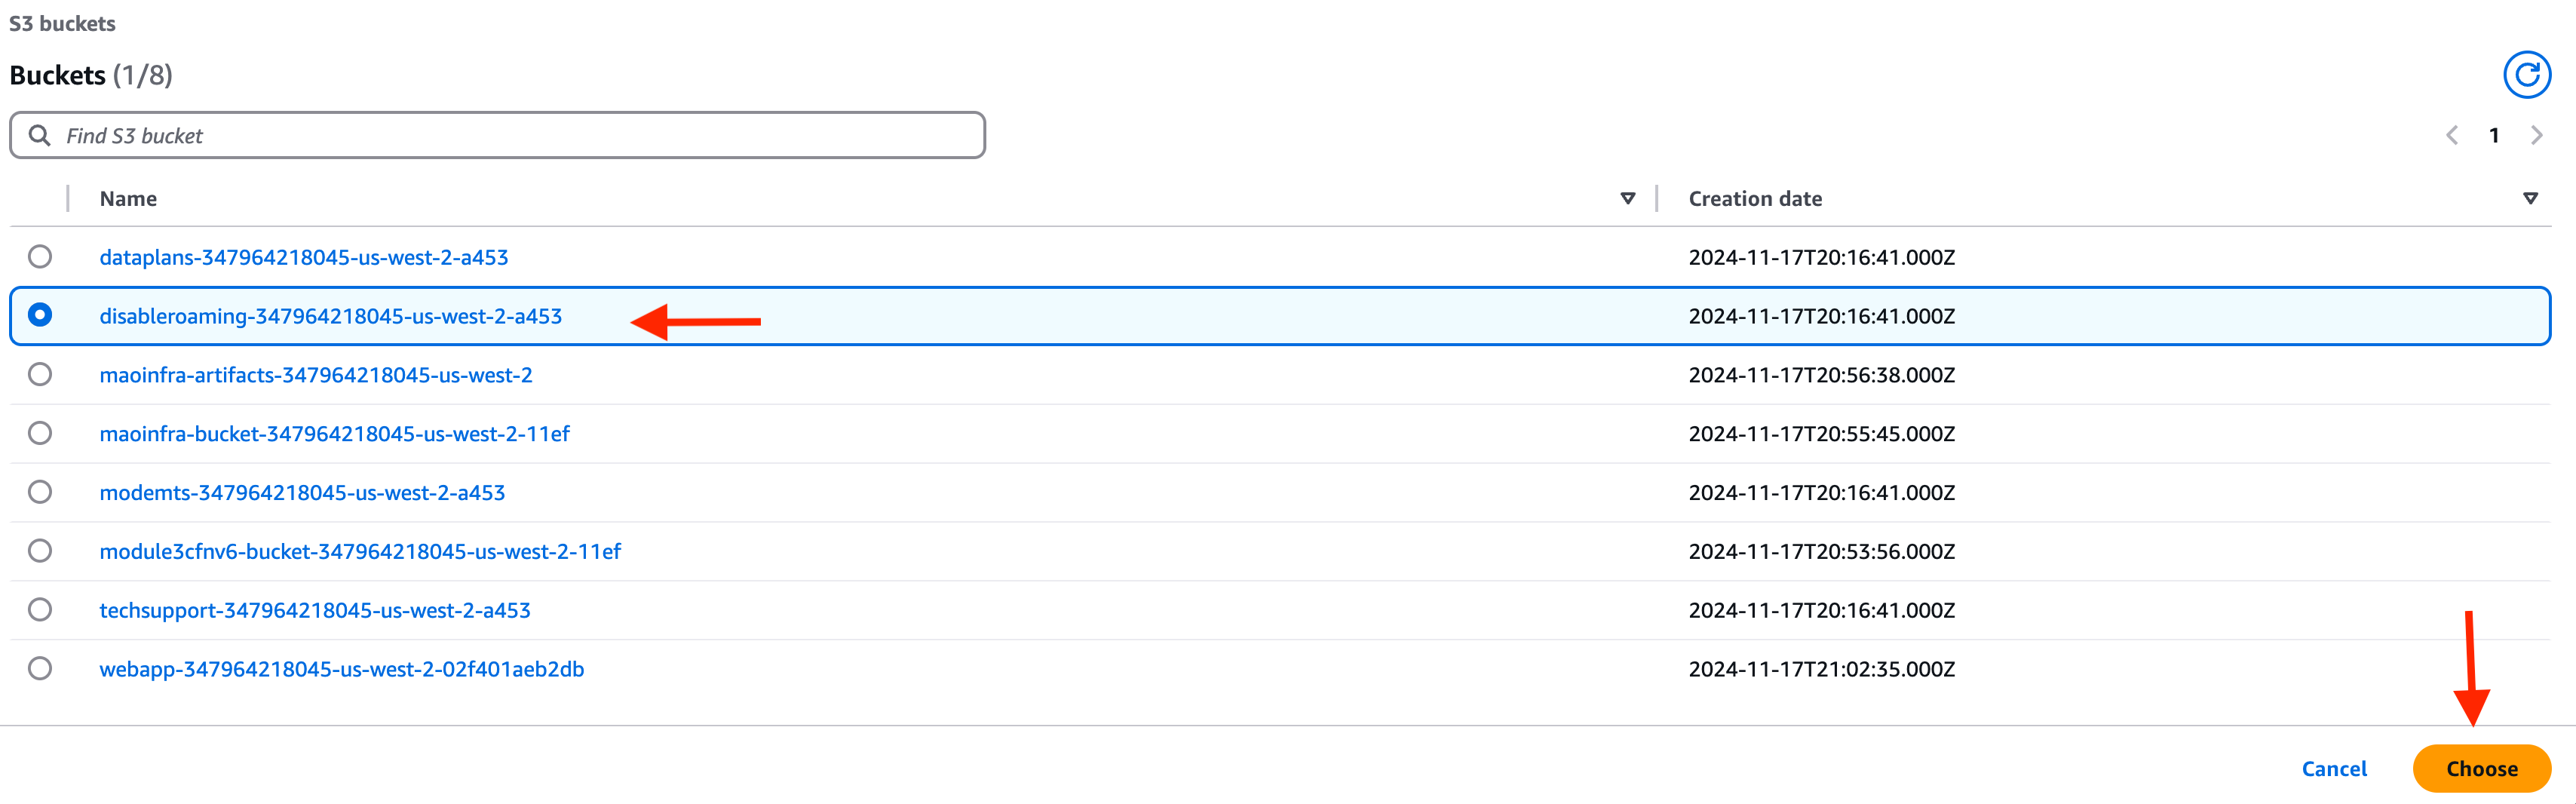 S3 buckets
Buckets (1/8)
Find S3 bucket
1
Name Creation date
dataplans-347964218045-us-west-2-a453 2024-11-17T20:16:41.000Z
disableroaming-347964218045-us-west-2-a453 2024-11-17T20:16:41.000Z
maoinfra-artifacts-347964218045-us-west-2 2024-11-17T20:56:38.000Z
maoinfra-bucket-347964218045-us-west-2-11ef 2024-11-17T20:55:45.000Z
modemts-347964218045-us-west-2-a453 2024-11-17T20:16:41.000Z
module3cfnv6-bucket-347964218045-us-west-2-11ef 2024-11-17T20:53:56.000Z
techsupport-347964218045-us-west-2-a453 2024-11-17T20:16:41.000Z
webapp-347964218045-us-west-2-02f401aeb2db 2024-11-17T21:02:35.000Z
Cancel Choose